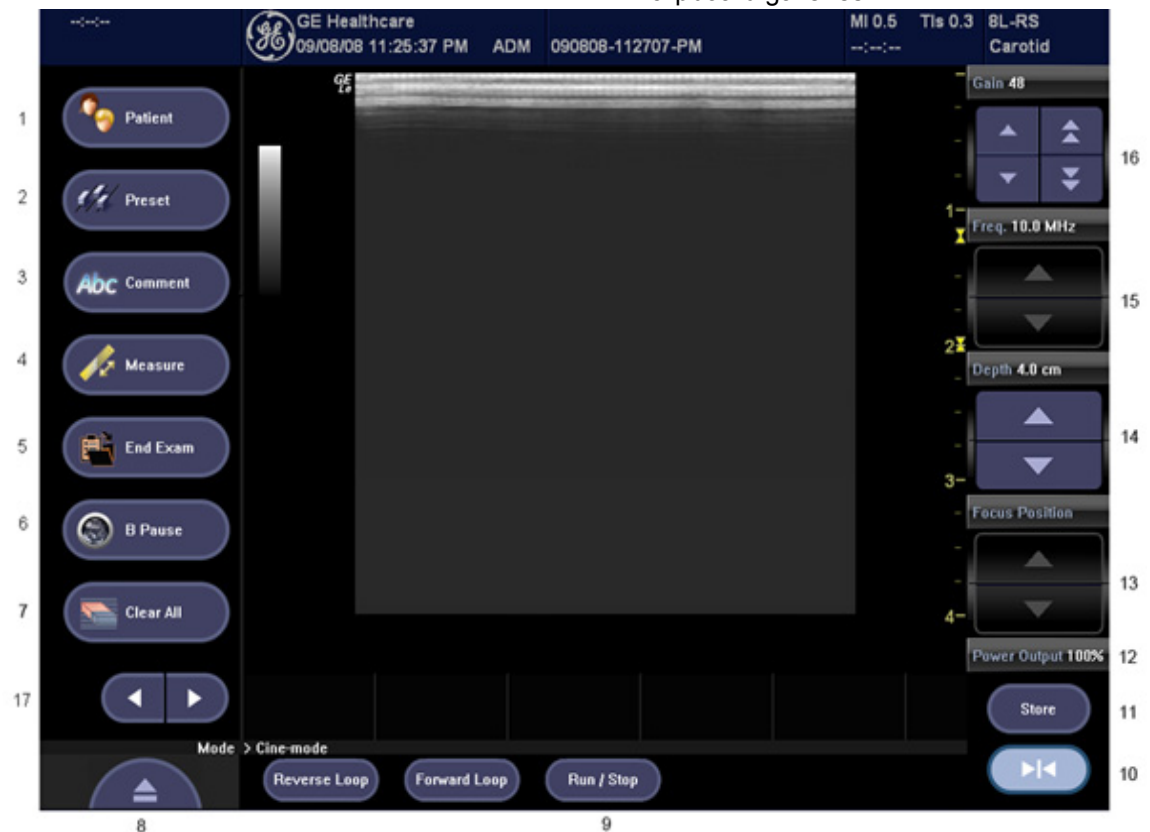 --:--:--
GE Healthcare
MI 0.5 TIs 0.3 8L-RS
09/08/08 11:25:37 PM ADM 090808-112707-PM
--:--:-- Carotid
GE
Lo
Gain 48
1
Patient
16
2
Preset
1
Freq. 10.0 MHz
3
Abc Comment
15
2
4
Measure
Depth 4.0 cm
14
5
End Exam
3
Focus Position
6
B Pause
13
7
Clear All
4
Power Output 100%
12
17
Store
11
Mode > Cine-mode
Reverse Loop
Forward Loop
Run / Stop
10
8
9